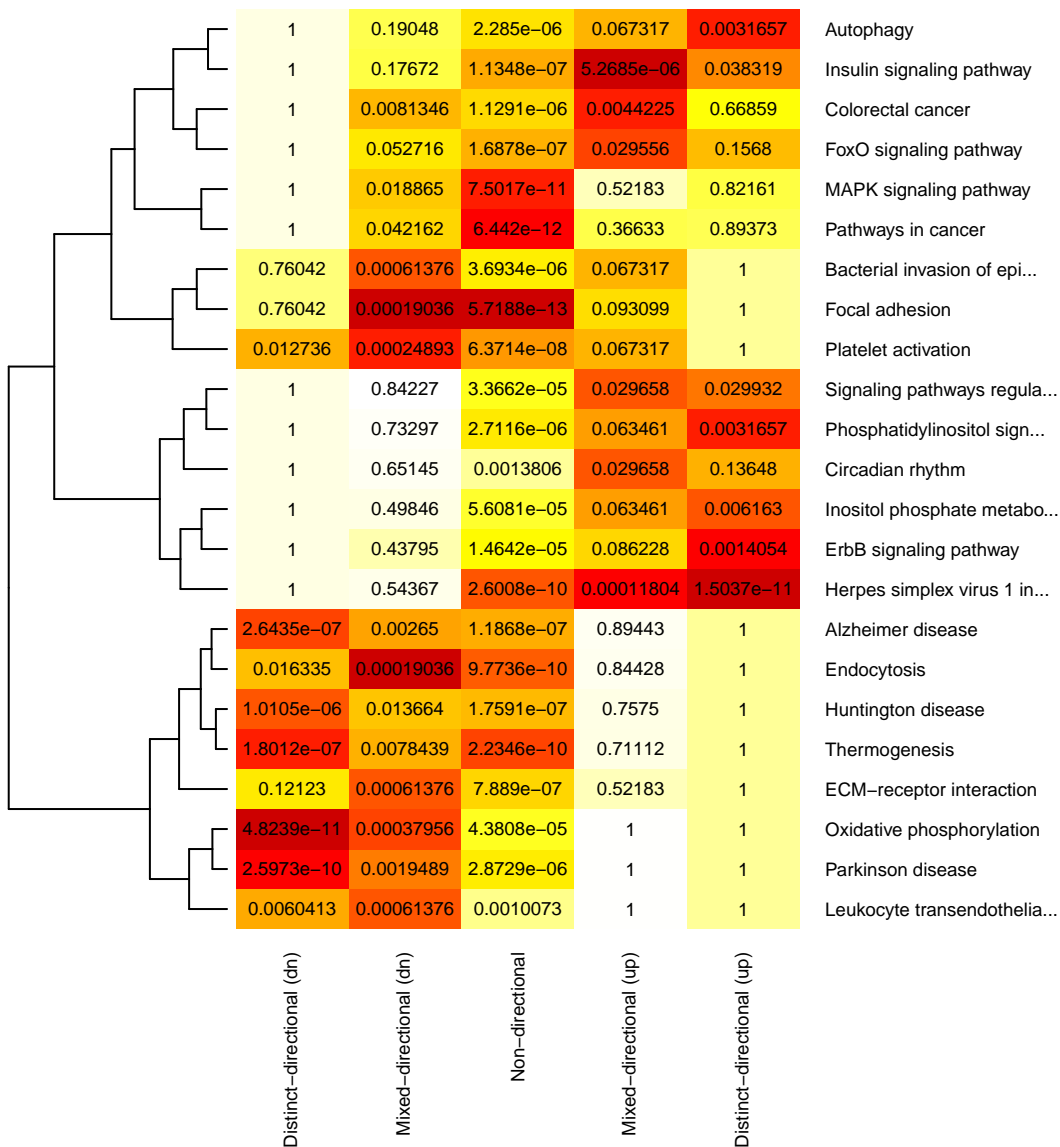 1 0.19048 2.285e−06 0.067317 0.0031657 Autophagy
1 0.17672 1.1348e−07 5.2685e−06 0.038319 Insulin signaling pathway
1 0.0081346 1.1291e−06 0.0044225 0.66859 Colorectal cancer
1 0.052716 1.6878e−07 0.029556 0.1568 FoxO signaling pathway
1 0.018865 7.5017e−11 0.52183 0.82161 MAPK signaling pathway
1 0.042162 6.442e−12 0.36633 0.89373 Pathways in cancer
0.76042 0.00061376 3.6934e−06 0.067317 1 Bacterial invasion of epi...
0.76042 0.00019036 5.7188e−13 0.093099 1 Focal adhesion
0.012736 0.00024893 6.3714e−08 0.067317 1 Platelet activation
1 0.84227 3.3662e−05 0.029658 0.029932 Signaling pathways regula...
1 0.73297 2.7116e−06 0.063461 0.0031657 Phosphatidylinositol sign...
1 0.65145 0.0013806 0.029658 0.13648 Circadian rhythm
1 0.49846 5.6081e−05 0.063461 0.006163 Inositol phosphate metabo...
1 0.43795 1.4642e−05 0.086228 0.0014054 ErbB signaling pathway
1 0.54367 2.6008e−10 0.00011804 1.5037e−11 Herpes simplex virus 1 in...
2.6435e−07 0.00265 1.1868e−07 0.89443 1 Alzheimer disease
0.016335 0.00019036 9.7736e−10 0.84428 1 Endocytosis
1.0105e−06 0.013664 1.7591e−07 0.7575 1 Huntington disease
1.8012e−07 0.0078439 2.2346e−10 0.71112 1 Thermogenesis
0.12123 0.00061376 7.889e−07 0.52183 1 ECM−receptor interaction
4.8239e−11 0.00037956 4.3808e−05 1 1 Oxidative phosphorylation
2.5973e−10 0.0019489 2.8729e−06 1 1 Parkinson disease
0.0060413 0.00061376 0.0010073 1 1 Leukocyte transendothelia...
Distinct−directional (dn)
Mixed−directional (dn)
Non−directional
Mixed−directional (up)
Distinct−directional (up)